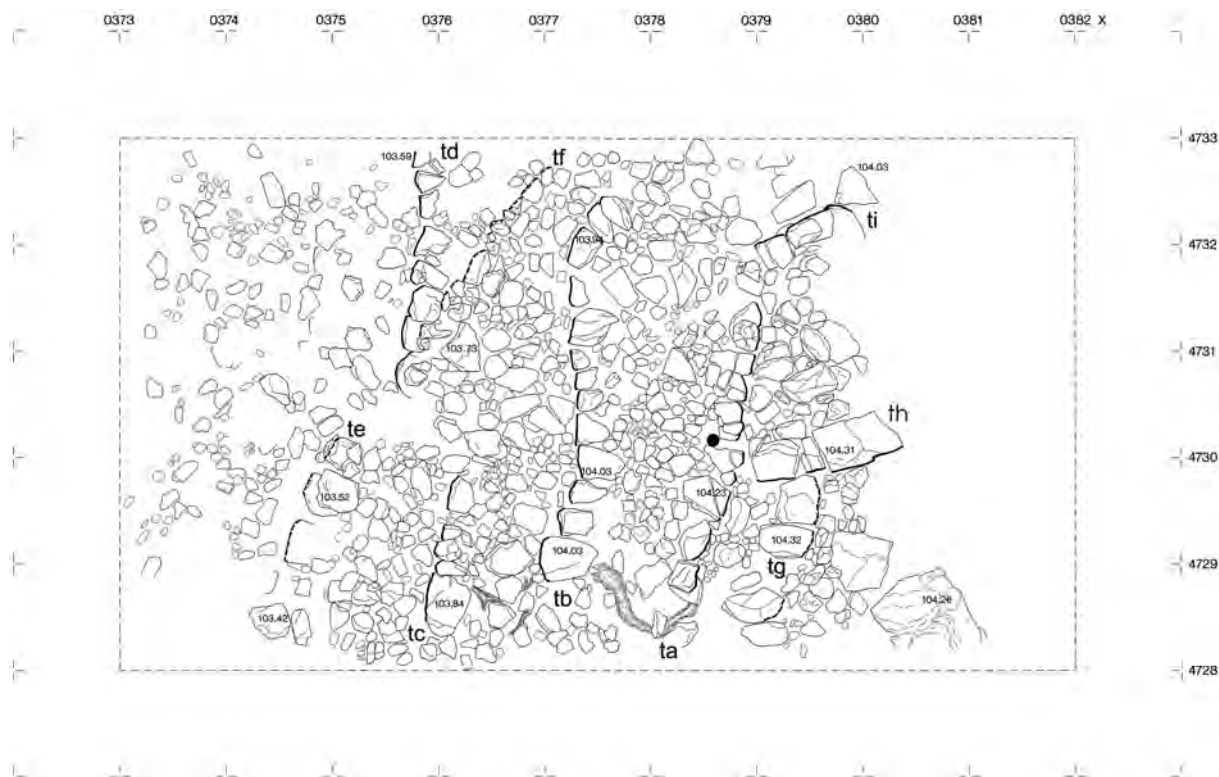 0373 0374 0375 0376 0377 0378 0379 0380 0381 0382 X
4733
103.59 td tf 104.03
ti
103.94 4732
103.73 4731
th
te 104.31 4730
103.52 104.03 104.23
104.03 104.32
tg 4729
tb
103.84 104.26
103.42 tc
ta
4728